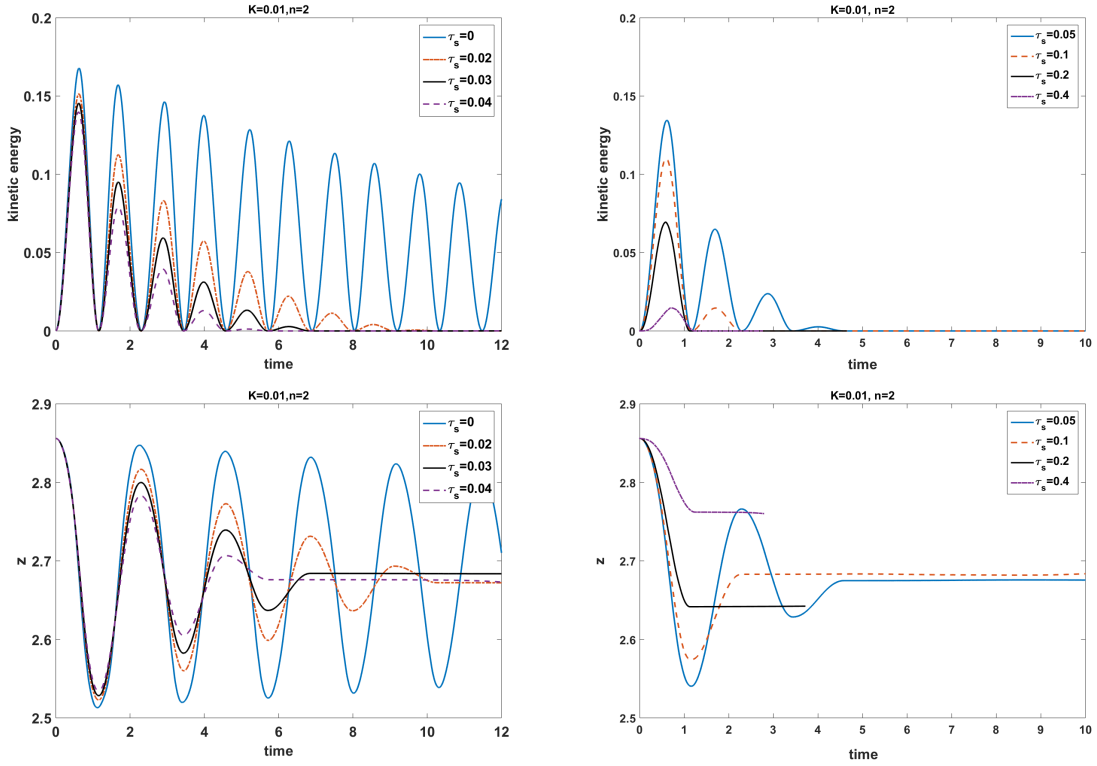 K=0.01,n=2
kinetic energy
0.2
0.15
0.1
0.05
0
0 2 4 6 8 10 12
time
τs=0
τs=0.02
τs=0.03
τs=0.04
K=0.01, n=2
kinetic energy
0.2
0.15
0.1
0.05
0
0 1 2 3 4 5 6 7 8 9 10
time
τs=0.05
τs=0.1
τs=0.2
τs=0.4
K=0.01,n=2
z
2.9
2.8
2.7
2.6
2.5
0 2 4 6 8 10 12
time
τs=0
τs=0.02
τs=0.03
τs=0.04
K=0.01, n=2
z
2.9
2.8
2.7
2.6
2.5
0 1 2 3 4 5 6 7 8 9 10
time
τs=0.05
τs=0.1
τs=0.2
τs=0.4